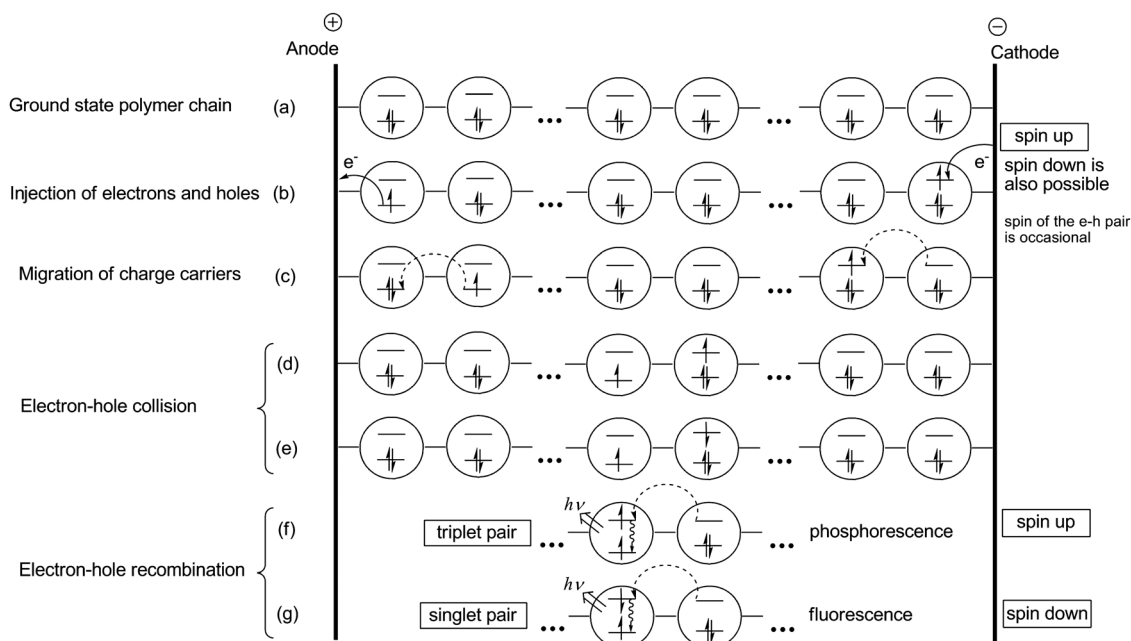 ⊕
Anode
⊖
Cathode
Ground state polymer chain (a)
... ...
spin up
Injection of electrons and holes (b)
e-
e-
spin down is
also possible
... ...
spin of the e-h pair
is occasional
Migration of charge carriers (c)
... ...
(d)
... ...
Electron-hole collision
(e)
... ...
(f)
hν
triplet pair
... ...
phosphorescence
spin up
Electron-hole recombination
(g)
hν
singlet pair
... ...
fluorescence
spin down